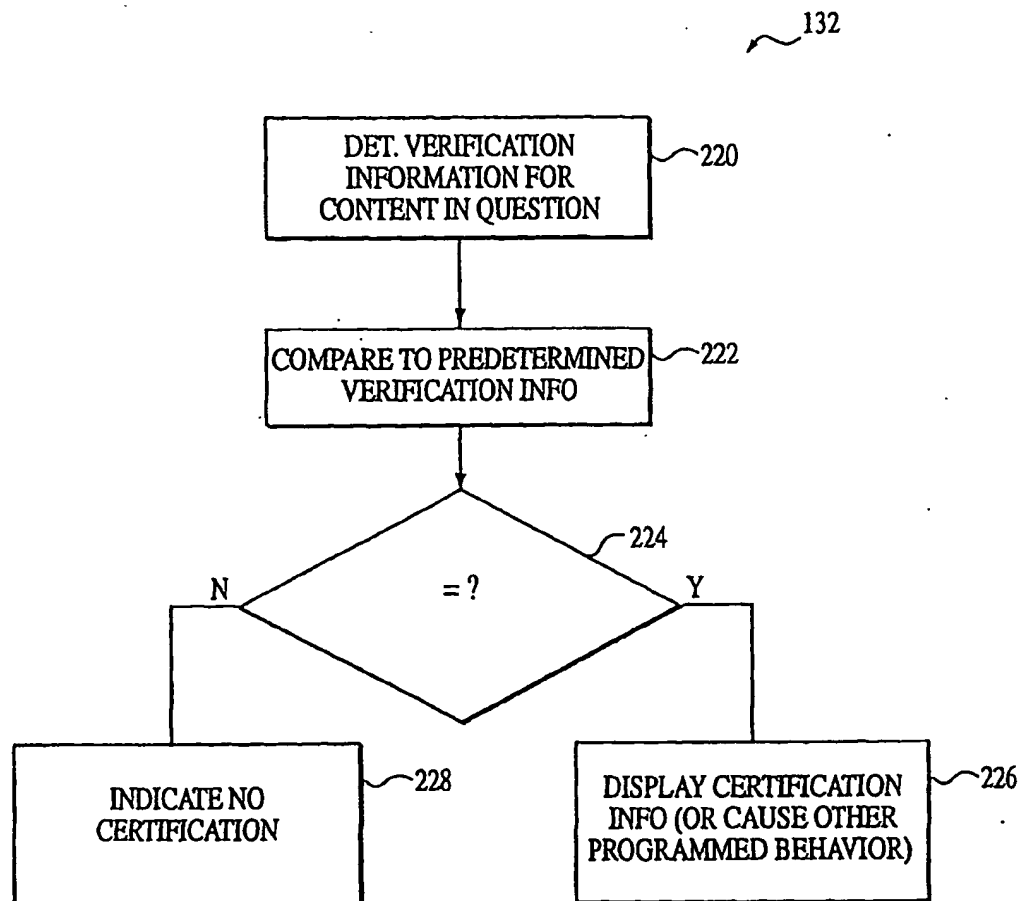 132
DET. VERIFICATION
INFORMATION FOR
CONTENT IN QUESTION
220
COMPARE TO PREDETERMINED
VERIFICATION INFO
222
224
= ?
N
Y
INDICATE NO
CERTIFICATION
228
DISPLAY CERTIFICATION
INFO (OR CAUSE OTHER
PROGRAMMED BEHAVIOR)
226